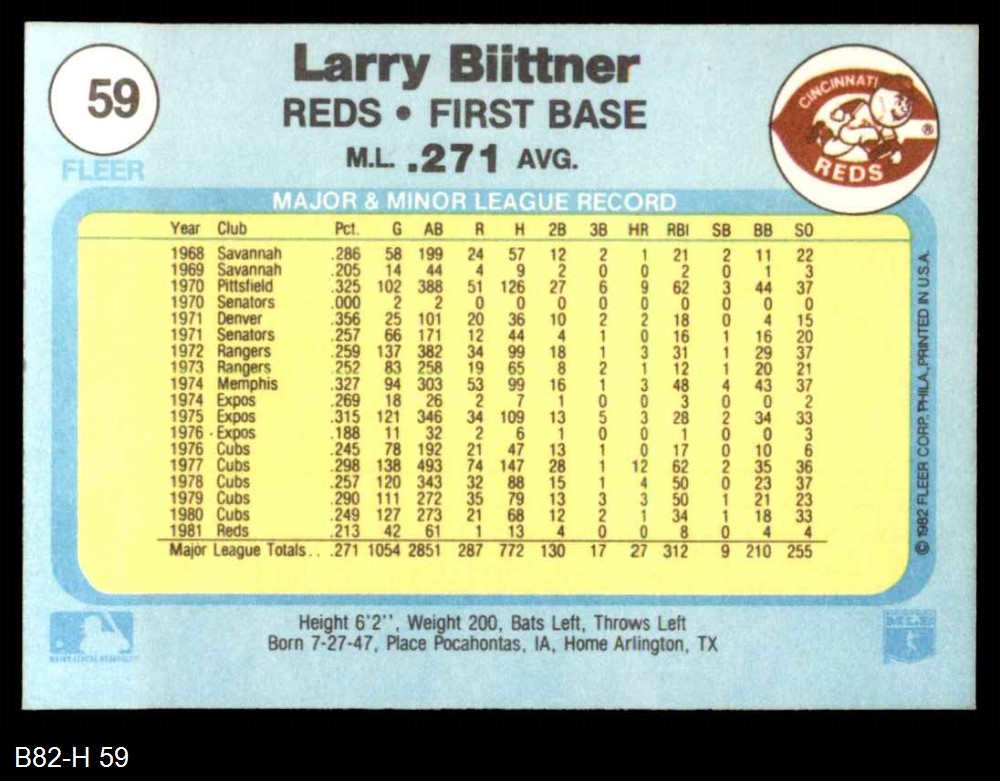 59
FLEER
Larry Biittner
REDS • FIRST BASE
M.L. .271 AVG.
CINCINNATI
REDS
®
MAJOR & MINOR LEAGUE RECORD
Year Club Pct. G AB R H 2B 3B HR RBI SB BB SO
1968 Savannah .286 58 199 24 57 12 2 1 21 2 11 22
1969 Savannah .205 14 44 4 9 2 0 0 2 0 1 3
1970 Pittsfield .325 102 388 51 126 27 6 9 62 3 44 37
1970 Senators .000 2 2 0 0 0 0 0 0 0 0 0
1971 Denver .356 25 101 20 36 10 2 2 18 0 4 15
1971 Senators .257 66 171 12 44 4 1 0 16 1 16 20
1972 Rangers .259 137 382 34 99 18 1 3 31 1 29 37
1973 Rangers .252 83 258 19 65 8 2 1 12 1 20 21
1974 Memphis .327 94 303 53 99 16 1 3 48 4 43 37
1974 Expos .269 18 26 2 7 1 0 0 3 0 0 2
1975 Expos .315 121 346 34 109 13 5 3 28 2 34 33
1976 Expos .188 11 32 2 6 1 0 0 1 0 0 3
1976 Cubs .245 78 192 21 47 13 1 0 17 0 10 6
1977 Cubs .298 138 493 74 147 28 1 12 62 2 35 36
1978 Cubs .257 120 343 32 88 15 1 4 50 0 23 37
1979 Cubs .290 111 272 35 79 13 3 3 50 1 21 23
1980 Cubs .249 127 273 21 68 12 2 1 34 1 18 33
1981 Reds .213 42 61 1 13 4 0 0 8 0 4 4
Major League Totals. . .271 1054 2851 287 772 130 17 27 312 9 210 255
© 1982 FLEER CORP. PHILA., PRINTED IN U.S.A.
Height 6'2'', Weight 200, Bats Left, Throws Left
Born 7-27-47, Place Pocahontas, IA, Home Arlington, TX
B82-H 59